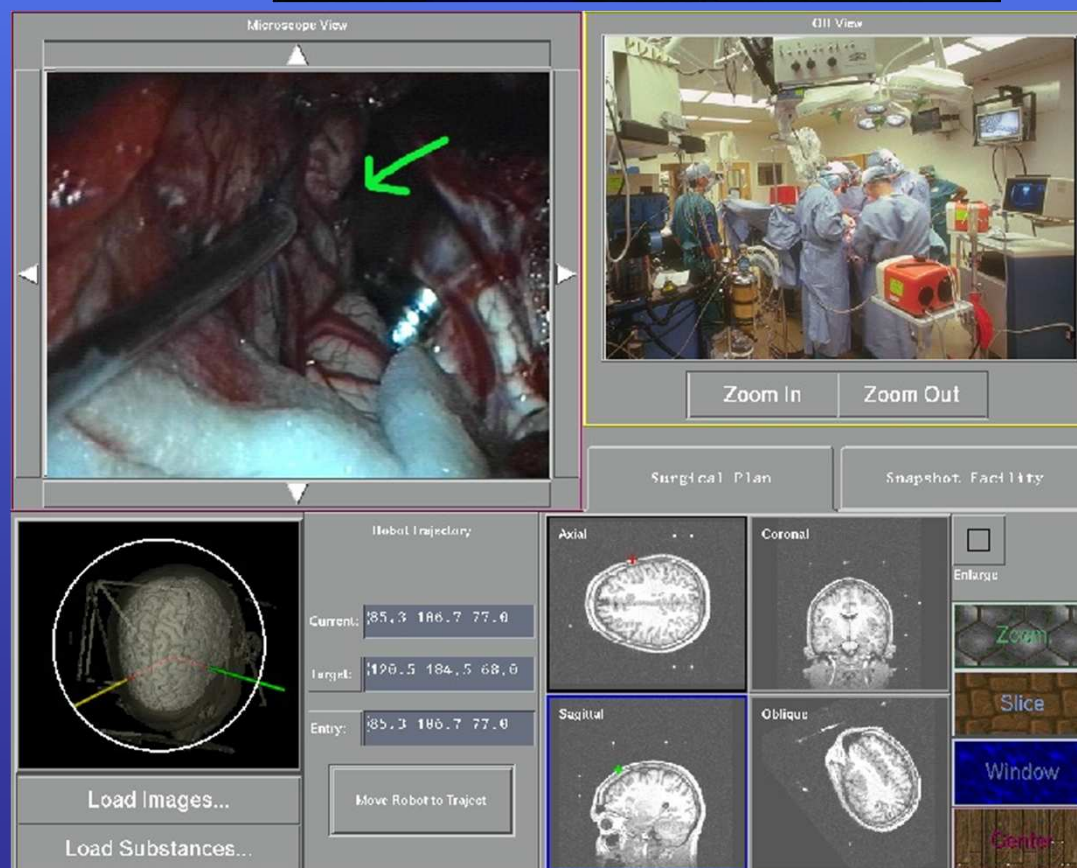 Microscope View
OR View
Zoom In
Zoom Out
Surgical Plan
Snapshot Facility
Robot Trajectory
Current:
85.3 186.7 77.0
Target:
120.5 184.5 68.0
Entry:
85.3 186.7 77.0
Move Robot to Traject
Load Images...
Load Substances...
Axial
Coronal
Sagittal
Oblique
Enlarge
Zoom
Slice
Window
Center